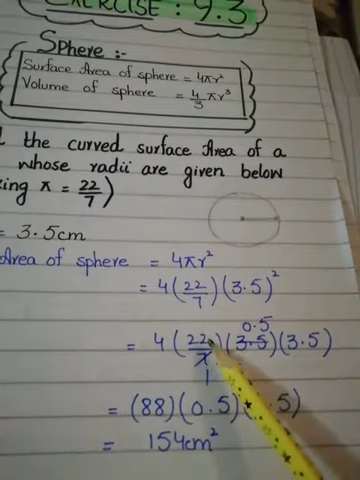 EXERCISE : 9.3
Sphere :-
Surface Area of sphere = 4πr²
Volume of sphere = 4/3 πr³
the curved surface Area of a
whose radii are given below
π = 22/7)
= 3.5cm
Area of sphere = 4πr²
= 4(22/7)(3.5)²
0.5
= 4(22/7)(3.5)(3.5)
1
= (88)(0.5)( .5)
= 154cm²